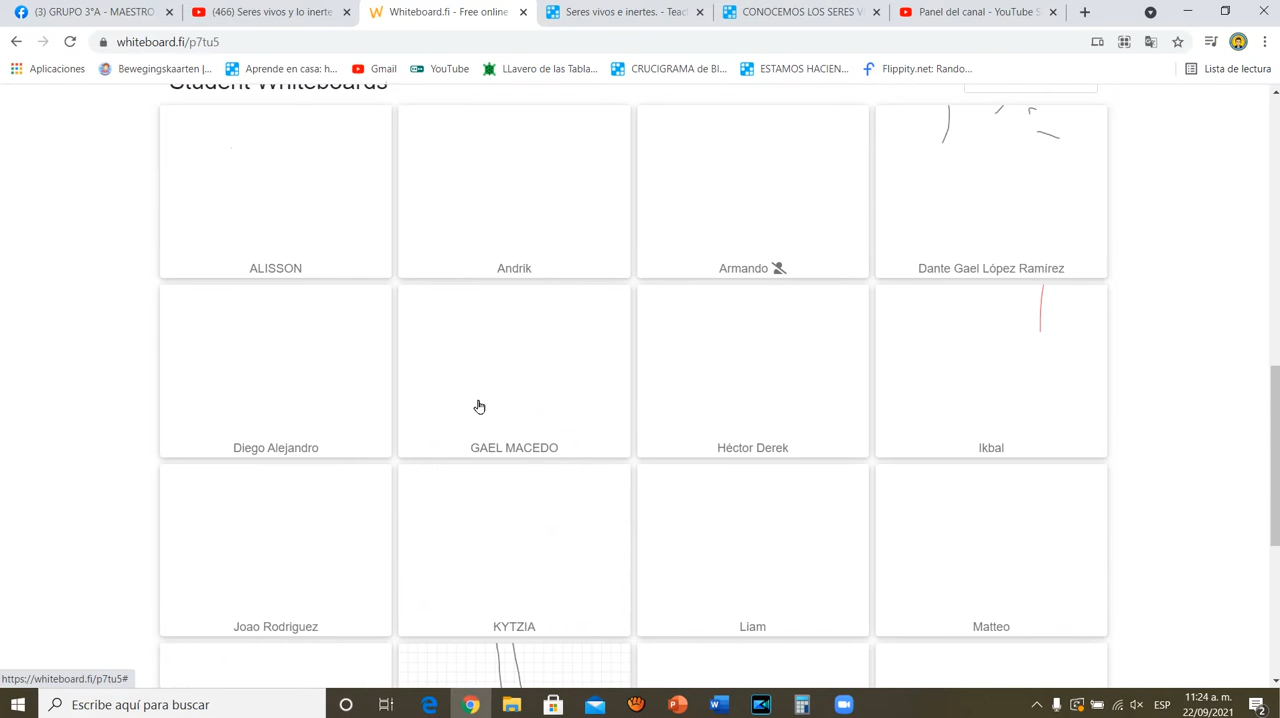 (3) GRUPO 3°A - MAESTRO
(466) Seres vivos y lo inerte
Whiteboard.fi - Free online
Seres vivos e inertes. - Teac
CONOCEMOS LOS SERES V
Panel del canal - YouTube S
whiteboard.fi/p7tu5
Aplicaciones
Bewegingskaarten |...
Aprende en casa: h...
Gmail
YouTube
LLavero de las Tabla...
CRUCIGRAMA de BI...
ESTAMOS HACIEN...
Flippity.net: Rando...
Lista de lectura
Student Whiteboards
ALISSON
Andrik
Armando
Dante Gael López Ramírez
Diego Alejandro
GAEL MACEDO
Héctor Derek
Ikbal
Joao Rodriguez
KYTZIA
Liam
Matteo
https://whiteboard.fi/p7tu5#
Escribe aquí para buscar
ESP
11:24 a. m.
22/09/2021
2